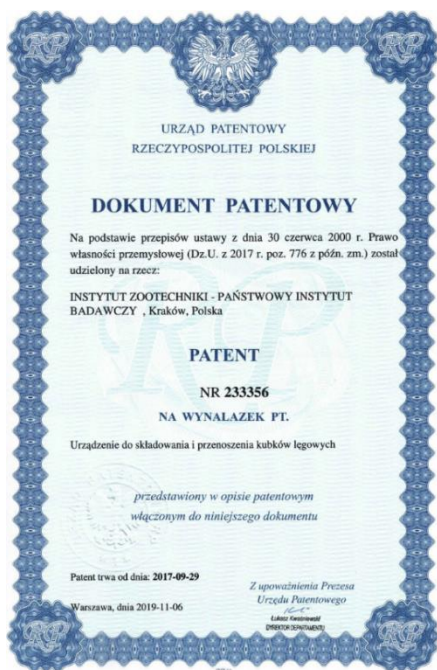 URZĄD PATENTOWY
RZECZYPOSPOLITEJ POLSKIEJ
DOKUMENT PATENTOWY
Na podstawie przepisów ustawy z dnia 30 czerwca 2000 r. Prawo
własności przemysłowej (Dz.U. z 2017 r. poz. 776 z późn. zm.) został
udzielony na rzecz:
INSTYTUT ZOOTECHNIKI - PAŃSTWOWY INSTYTUT
BADAWCZY , Kraków, Polska
PATENT
NR 233356
NA WYNALAZEK PT.
Urządzenie do składowania i przenoszenia kubków lęgowych
przedstawiony w opisie patentowym
włączonym do niniejszego dokumentu
Patent trwa od dnia: 2017-09-29
Z upoważnienia Prezesa
Urzędu Patentowego
Warszawa, dnia 2019-11-06
Łukasz Kwaśniewski
DYREKTOR DEPARTAMENTU